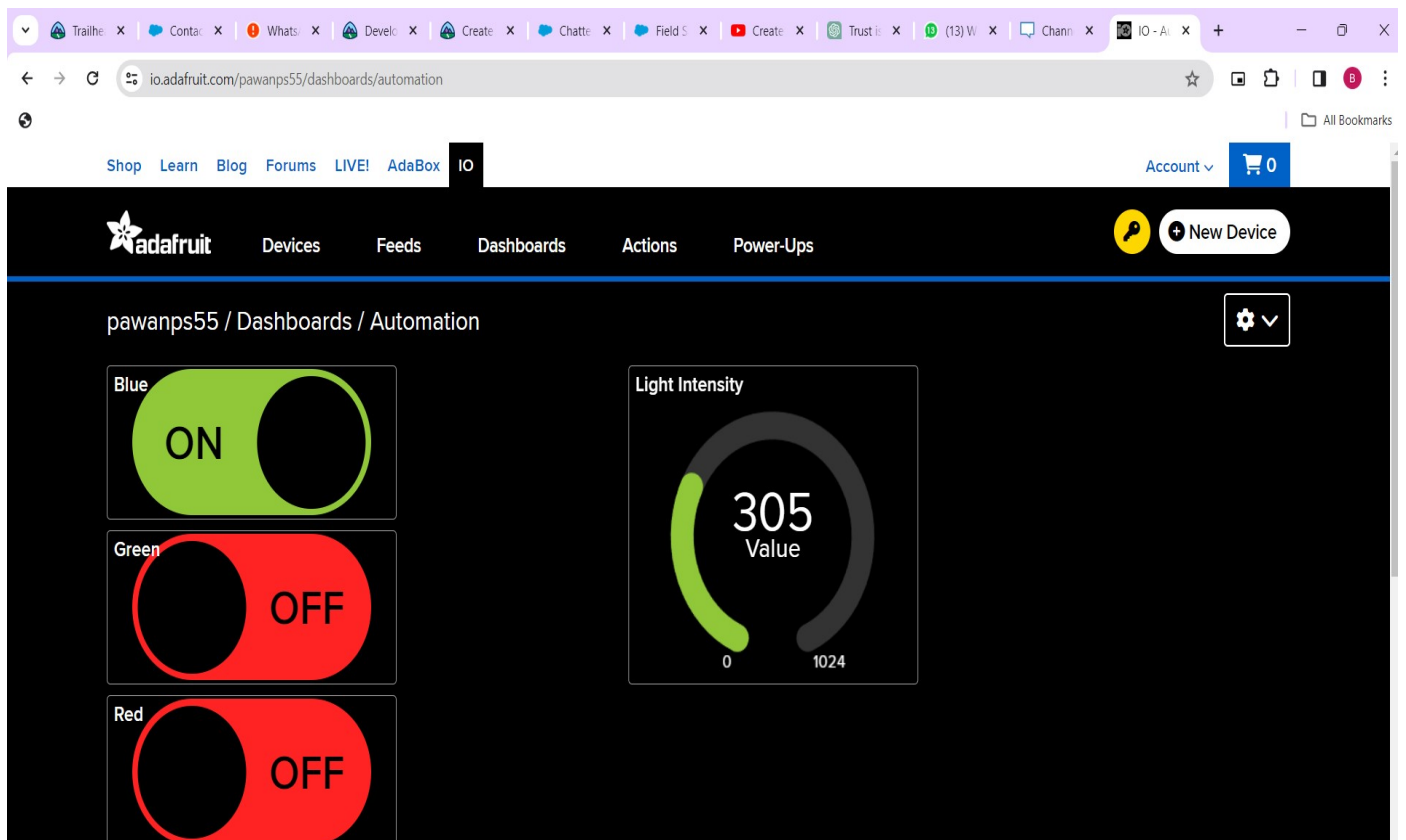 Trailhe Contac Whats/ Develo Create Chatte Field S Create Trust is (13) W Chann IO - Au
io.adafruit.com/pawanps55/dashboards/automation
B
All Bookmarks
Shop Learn Blog Forums LIVE! AdaBox IO Account 0
adafruit Devices Feeds Dashboards Actions Power-Ups New Device
pawanps55 / Dashboards / Automation
Blue
ON
Green
OFF
Red
OFF
Light Intensity
305
Value
0 1024